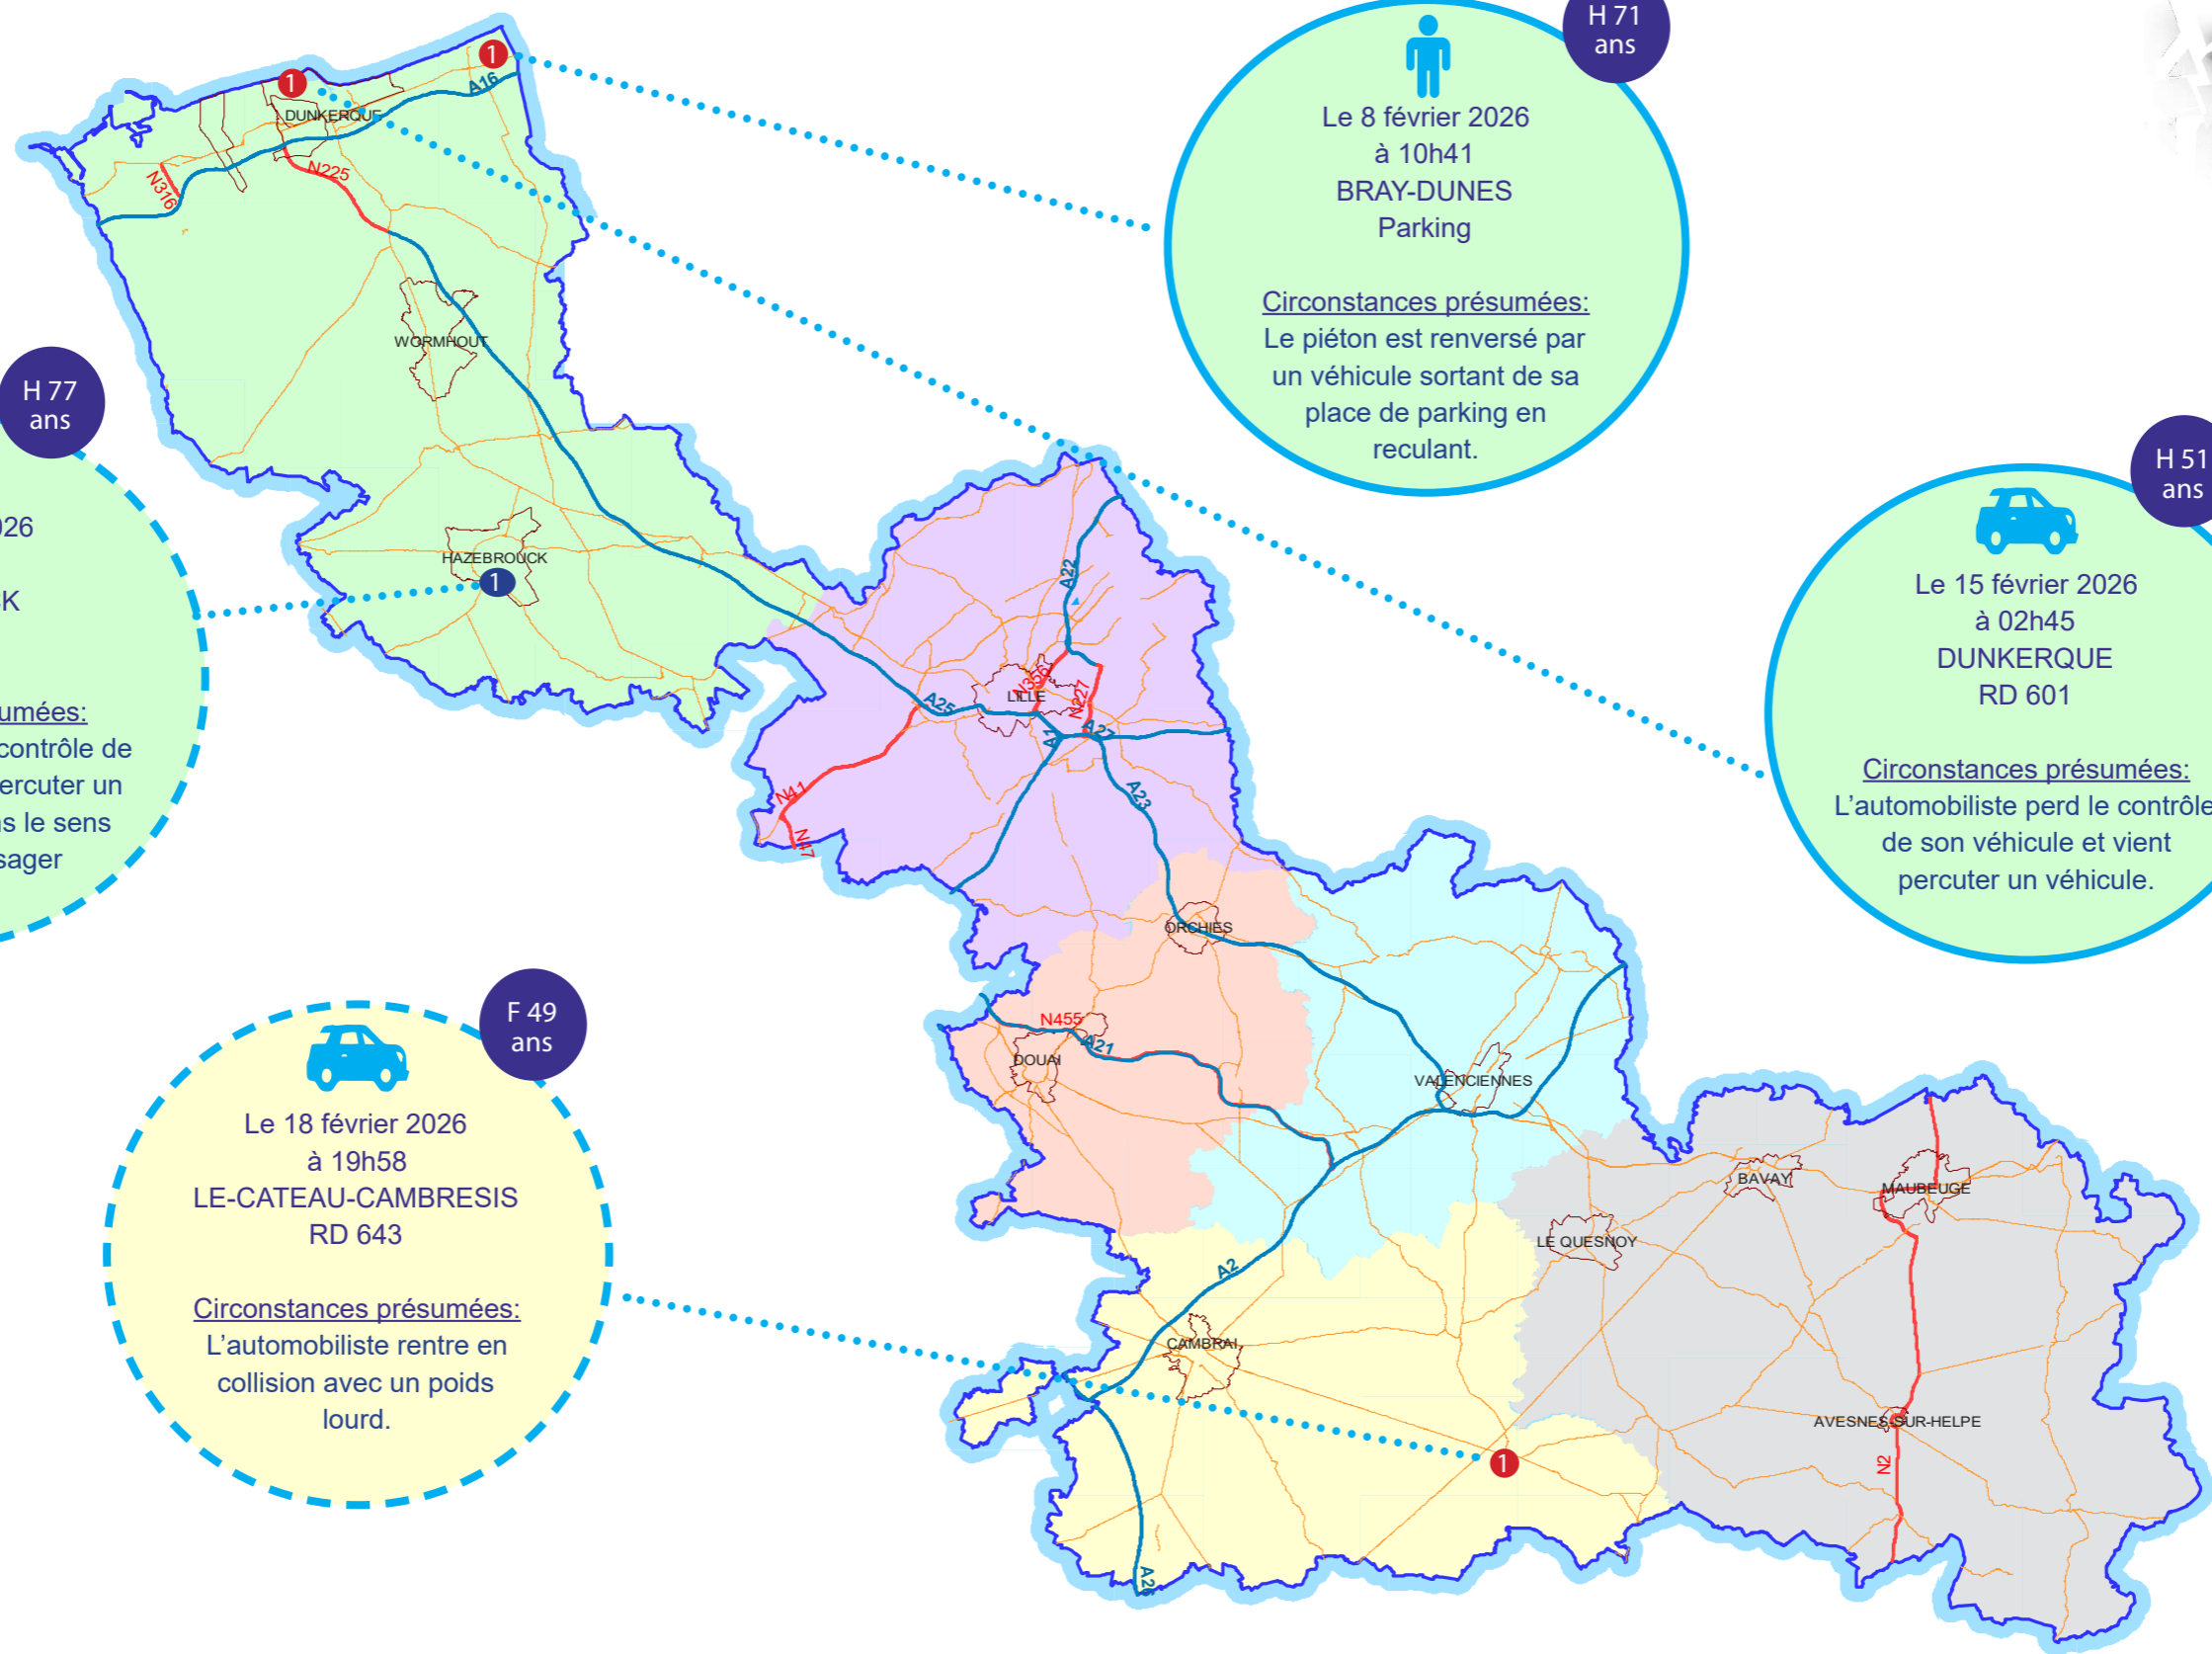 H 71
ans
Le 8 février 2026
à 10h41
BRAY-DUNES
Parking
Circonstances présumées:
Le piéton est renversé par
un véhicule sortant de sa
place de parking en
reculant.
H 51
ans
Le 15 février 2026
à 02h45
DUNKERQUE
RD 601
Circonstances présumées:
L'automobiliste perd le contrôle
de son véhicule et vient
percuter un véhicule.
H 77
ans
026
CK
umées:
contrôle de
percuter un
ns le sens
sager
F 49
ans
Le 18 février 2026
à 19h58
LE-CATEAU-CAMBRESIS
RD 643
Circonstances présumées:
L'automobiliste rentre en
collision avec un poids
lourd.
1
1
A16
DUNKERQUE
N316
N225
WORMHOUT
HAZEBROUCK
1
A22
N356
LILLE
N227
A25
A1
A27
A23
N41
N47
ORCHIES
N455
A21
DOUAI
VALENCIENNES
BAVAY
MAUBEUGE
LE QUESNOY
A2
CAMBRAI
AVESNES-SUR-HELPE
N2
1
A26